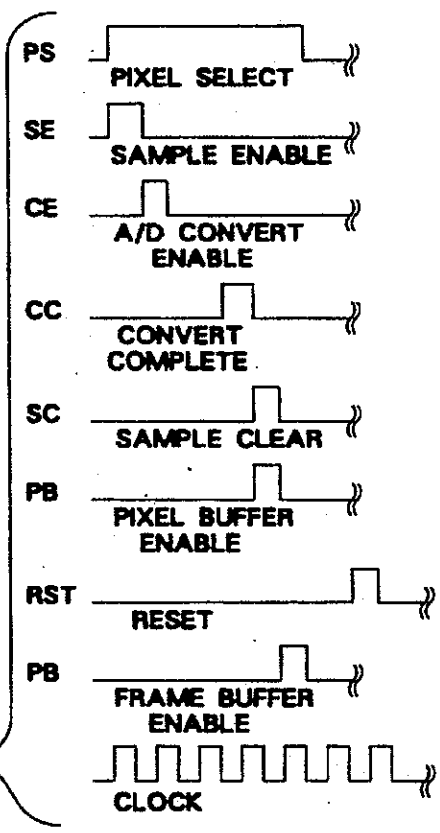 PS
PIXEL SELECT
SE
SAMPLE ENABLE
CE
A/D CONVERT
ENABLE
CC
CONVERT
COMPLETE
SC
SAMPLE CLEAR
PB
PIXEL BUFFER
ENABLE
RST
RESET
PB
FRAME BUFFER
ENABLE
CLOCK